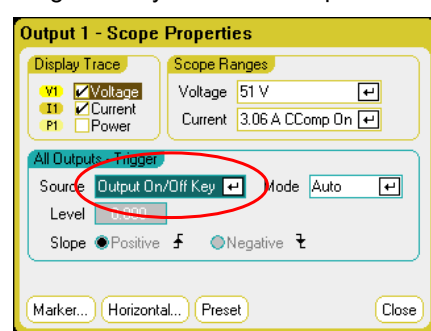 Output 1 - Scope Properties
Display Trace
Scope Ranges
V1 Voltage
I1 Current
P1 Power
Voltage 51 V
Current 3.06 A CComp On
All Outputs - Trigger
Source Output On/Off Key Mode Auto
Level 0.000
Slope Positive Negative
Marker... Horizontal... Preset Close